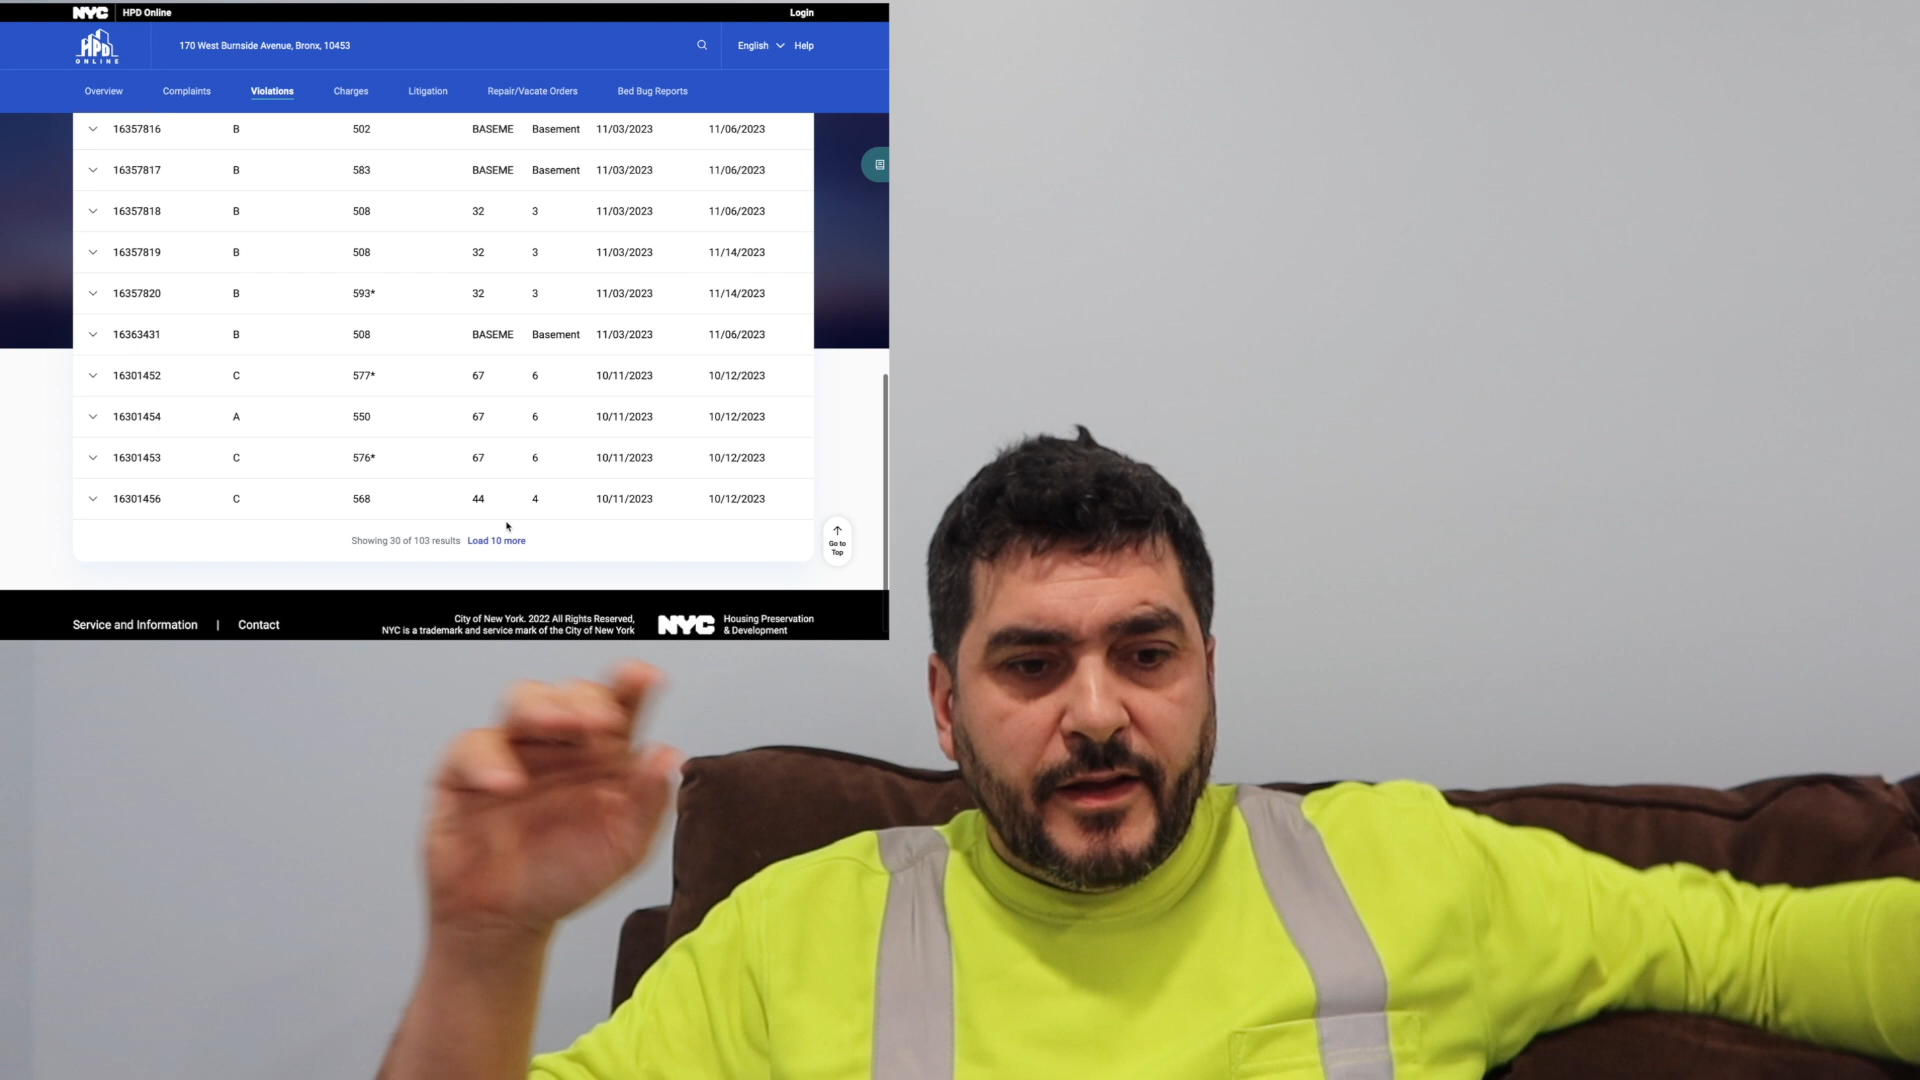 NYC HPD Online Login
HPD ONLINE 170 West Burnside Avenue, Bronx, 10453 English Help
Overview Complaints Violations Charges Litigation Repair/Vacate Orders Bed Bug Reports
16357816 B 502 BASEME Basement 11/03/2023 11/06/2023
16357817 B 583 BASEME Basement 11/03/2023 11/06/2023
16357818 B 508 32 3 11/03/2023 11/06/2023
16357819 B 508 32 3 11/03/2023 11/14/2023
16357820 B 593* 32 3 11/03/2023 11/14/2023
16363431 B 508 BASEME Basement 11/03/2023 11/06/2023
16301452 C 577* 67 6 10/11/2023 10/12/2023
16301454 A 550 67 6 10/11/2023 10/12/2023
16301453 C 576* 67 6 10/11/2023 10/12/2023
16301456 C 568 44 4 10/11/2023 10/12/2023
Showing 30 of 103 results Load 10 more
Go to
Top
Service and Information | Contact
City of New York. 2022 All Rights Reserved,
NYC is a trademark and service mark of the City of New York
NYC
Housing Preservation
& Development